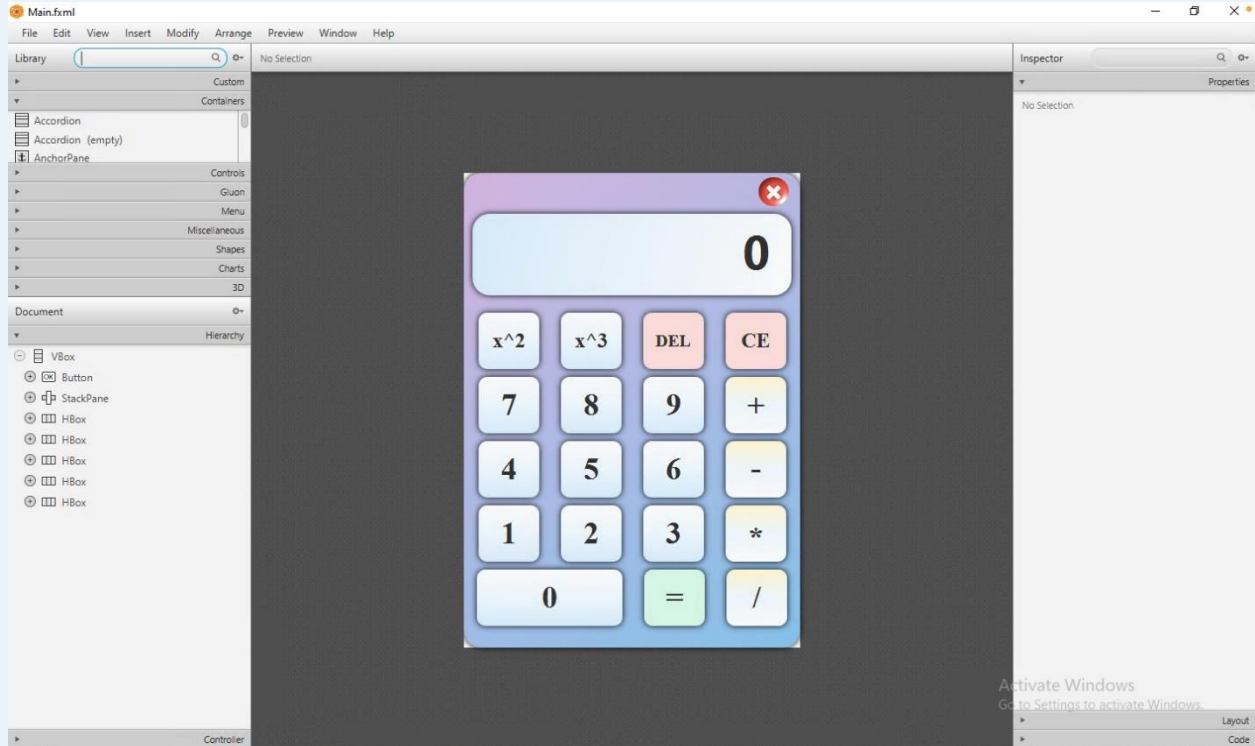 Main.fxml
File Edit View Insert Modify Arrange Preview Window Help
Library
No Selection
Inspector
Custom
Properties
Containers
Accordion
No Selection
Accordion (empty)
AnchorPane
Controls
Gluon
Menu
Miscellaneous
Shapes
Charts
3D
Document
Hierarchy
VBox
Button
StackPane
HBox
HBox
HBox
HBox
HBox
Controller
0
x^2 x^3 DEL CE
7 8 9 +
4 5 6 -
1 2 3 *
0 = /
Activate Windows
Go to Settings to activate Windows.
Layout
Code